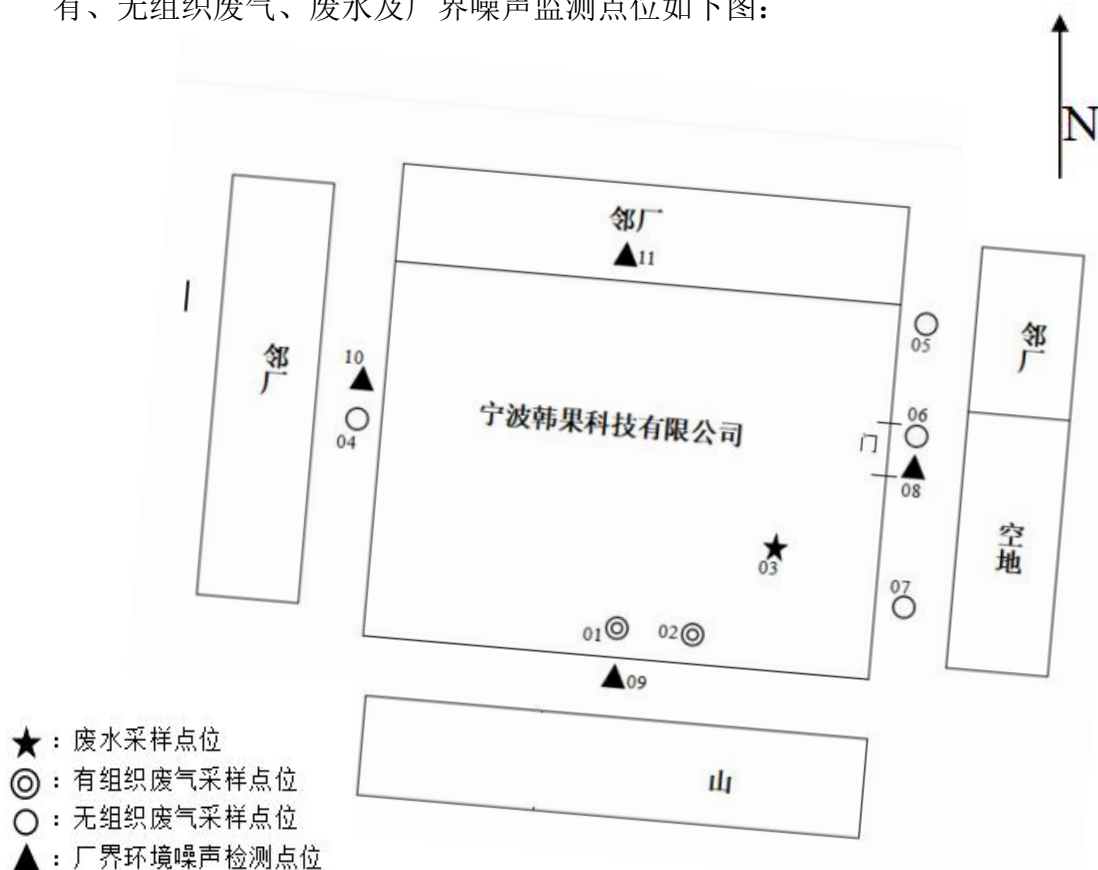 有、无组织废气、废水及厂界噪声监测点位如下图：
N
邻厂
▲11
邻厂
10
04
宁波韩果科技有限公司
05
邻厂
06
门
08
空地
03
07
01
02
09
山
★：废水采样点位
◎：有组织废气采样点位
○：无组织废气采样点位
▲：厂界环境噪声检测点位